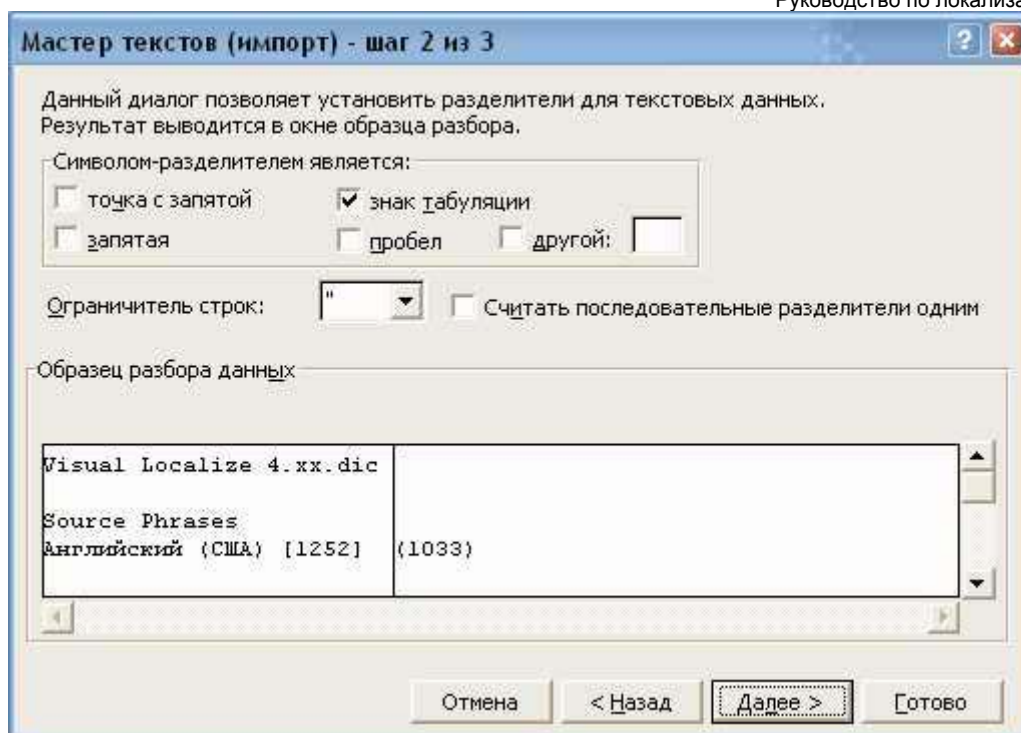 Руководство по локализа
Мастер текстов (импорт) - шаг 2 из 3
Данный диалог позволяет установить разделители для текстовых данных.
Результат выводится в окне образца разбора.
Символом-разделителем является:
точка с запятой
знак табуляции
запятая
пробел
другой:
Ограничитель строк:
"
Считать последовательные разделители одним
Образец разбора данных
Visual Localize 4.xx.dic
Source Phrases
Английский (США) [1252] (1033)
Отмена
< Назад
Далее >
Готово